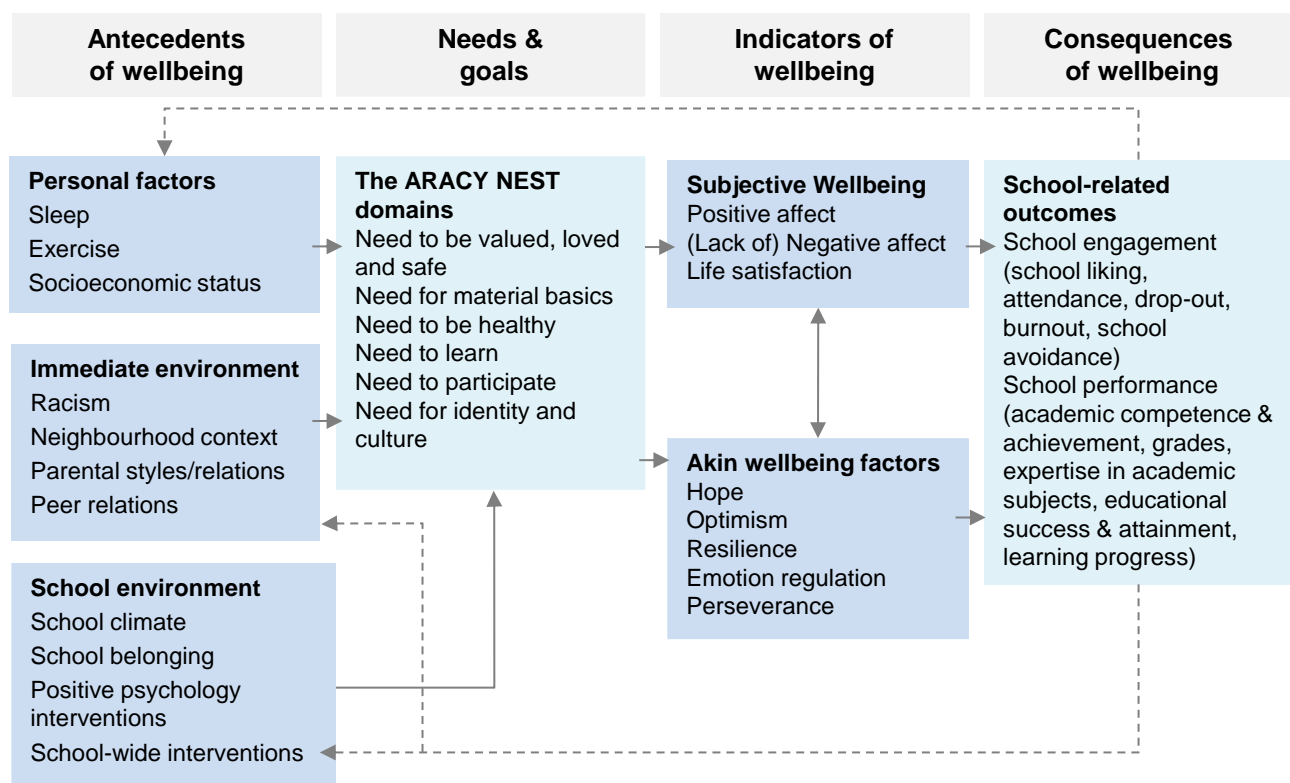 Antecedents
of wellbeing
Needs &
goals
Indicators of
wellbeing
Consequences
of wellbeing
Personal factors
Sleep
Exercise
Socioeconomic status
Immediate environment
Racism
Neighbourhood context
Parental styles/relations
Peer relations
School environment
School climate
School belonging
Positive psychology
interventions
School-wide interventions
The ARACY NEST
domains
Need to be valued, loved
and safe
Need for material basics
Need to be healthy
Need to learn
Need to participate
Need for identity and
culture
Subjective Wellbeing
Positive affect
(Lack of) Negative affect
Life satisfaction
Akin wellbeing factors
Hope
Optimism
Resilience
Emotion regulation
Perseverance
School-related
outcomes
School engagement
(school liking,
attendance, drop-out,
burnout, school
avoidance)
School performance
(academic competence &
achievement, grades,
expertise in academic
subjects, educational
success & attainment,
learning progress)